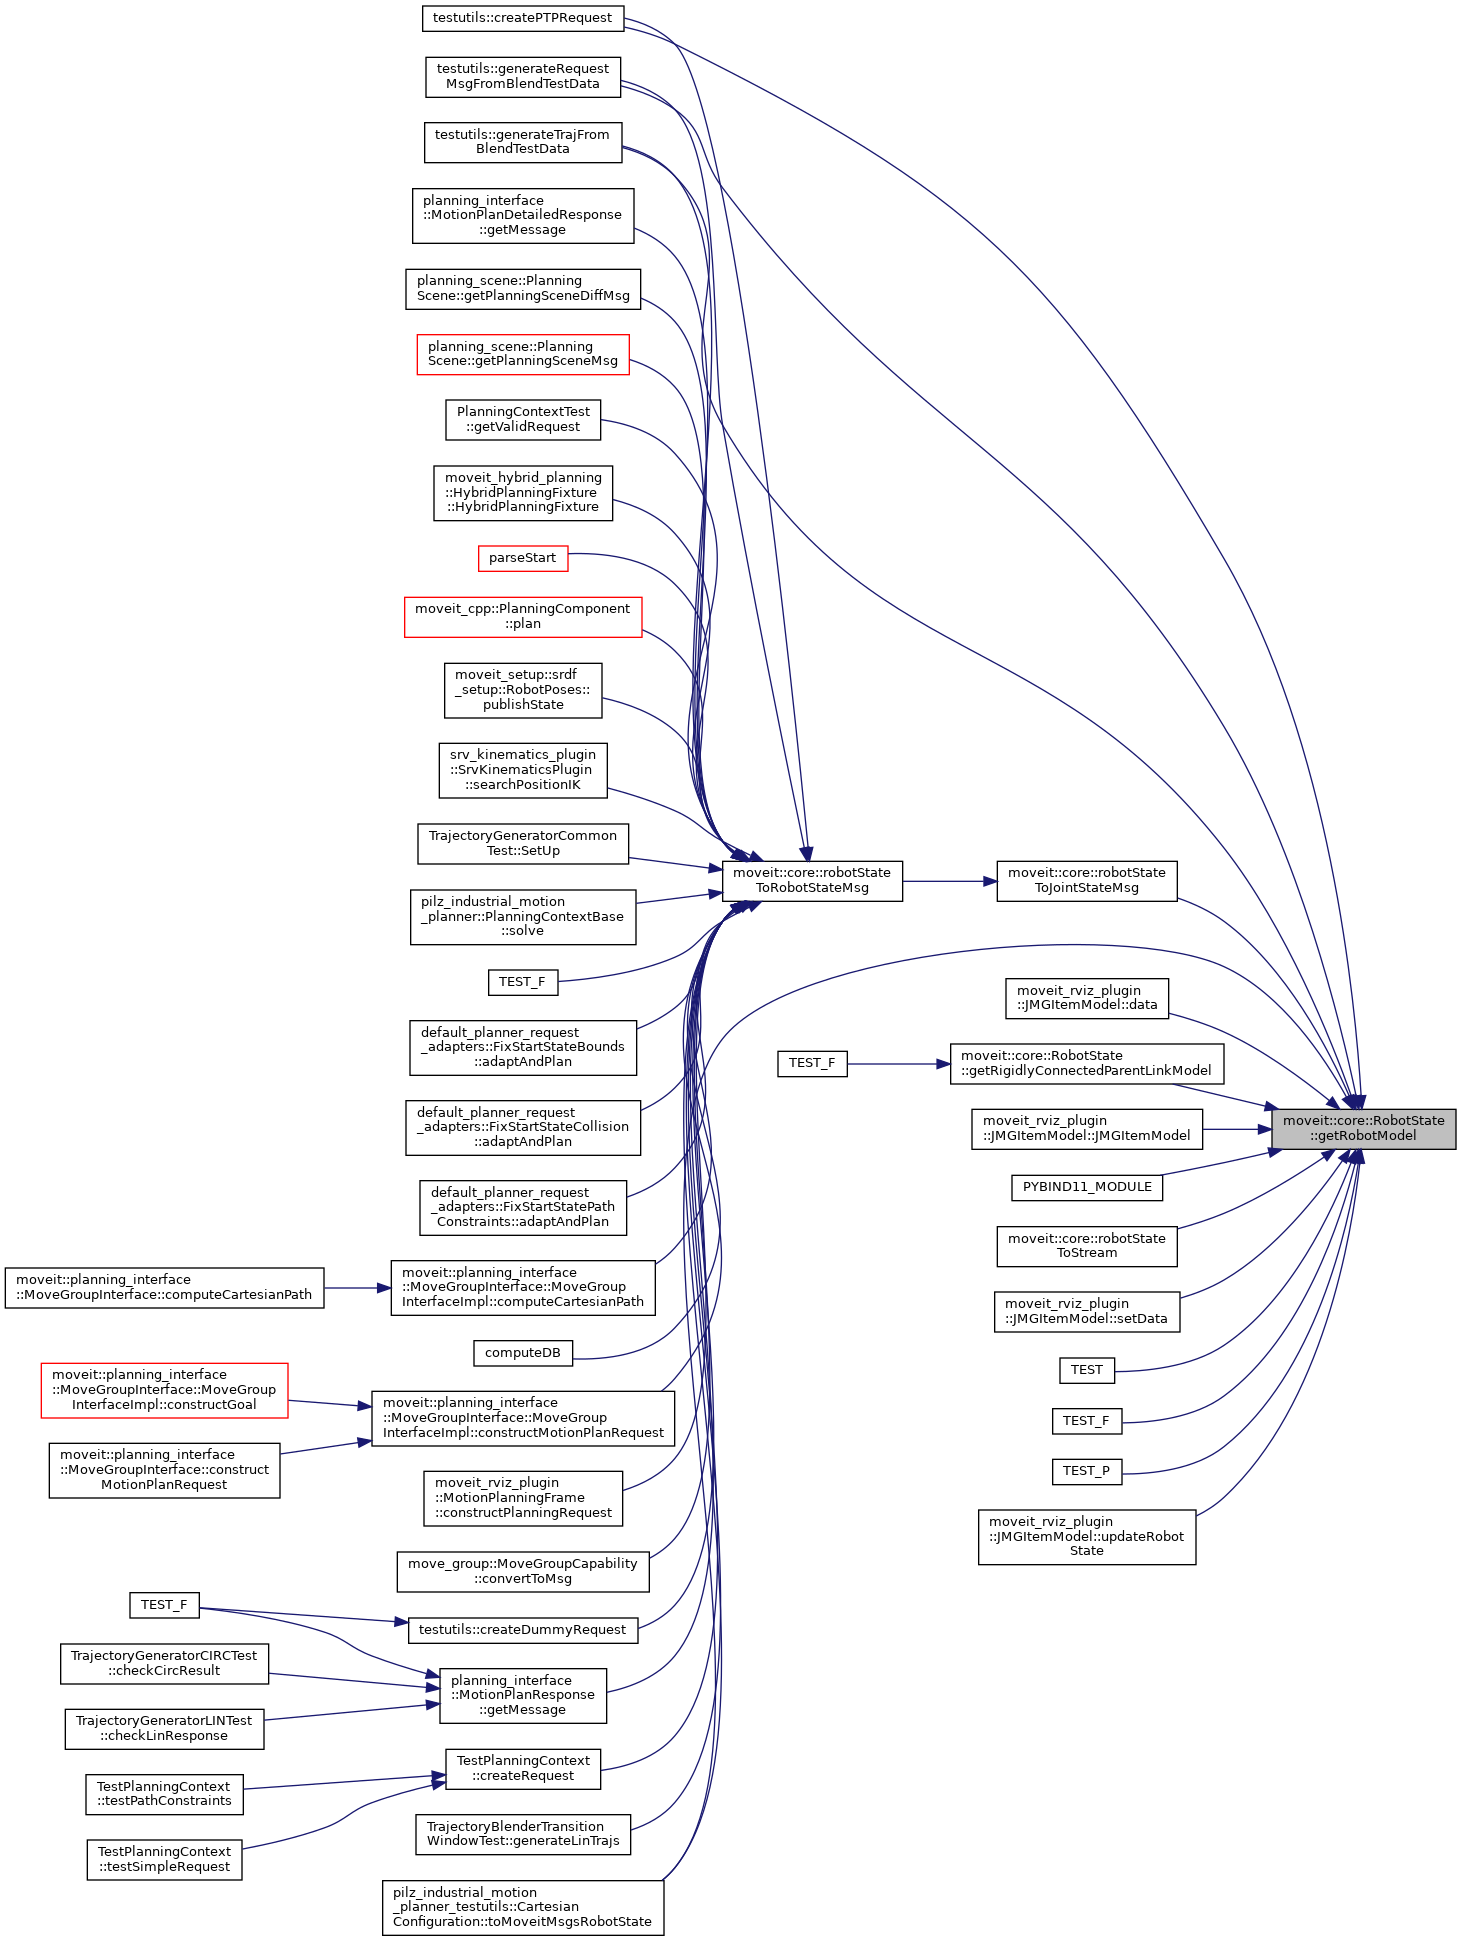 testutils::createPTPRequest
testutils::generateRequest
MsgFromBlendTestData
testutils::generateTrajFrom
BlendTestData
planning_interface
::MotionPlanDetailedResponse
::getMessage
planning_scene::Planning
Scene::getPlanningSceneDiffMsg
planning_scene::Planning
Scene::getPlanningSceneMsg
PlanningContextTest
::getValidRequest
moveit_hybrid_planning
::HybridPlanningFixture
::HybridPlanningFixture
parseStart
moveit_cpp::PlanningComponent
::plan
moveit_setup::srdf
_setup::RobotPoses::
publishState
srv_kinematics_plugin
::SrvKinematicsPlugin
::searchPositionIK
TrajectoryGeneratorCommon
Test::SetUp
pilz_industrial_motion
_planner::PlanningContextBase
::solve
TEST_F
default_planner_request
_adapters::FixStartStateBounds
::adaptAndPlan
default_planner_request
_adapters::FixStartStateCollision
::adaptAndPlan
default_planner_request
_adapters::FixStartStatePath
Constraints::adaptAndPlan
moveit::planning_interface
::MoveGroupInterface::MoveGroup
InterfaceImpl::computeCartesianPath
moveit::planning_interface
::MoveGroupInterface::computeCartesianPath
computeDB
moveit::planning_interface
::MoveGroupInterface::MoveGroup
InterfaceImpl::constructMotionPlanRequest
moveit::planning_interface
::MoveGroupInterface::MoveGroup
InterfaceImpl::constructGoal
moveit::planning_interface
::MoveGroupInterface::construct
MotionPlanRequest
moveit_rviz_plugin
::MotionPlanningFrame
::constructPlanningRequest
move_group::MoveGroupCapability
::convertToMsg
testutils::createDummyRequest
TEST_F
planning_interface
::MotionPlanResponse
::getMessage
TrajectoryGeneratorCIRCTest
::checkCircResult
TrajectoryGeneratorLINTest
::checkLinResponse
TestPlanningContext
::createRequest
TestPlanningContext
::testPathConstraints
TestPlanningContext
::testSimpleRequest
TrajectoryBlenderTransition
WindowTest::generateLinTrajs
pilz_industrial_motion
_planner_testutils::Cartesian
Configuration::toMoveitMsgsRobotState
moveit::core::robotState
ToRobotStateMsg
moveit::core::robotState
ToJointStateMsg
moveit_rviz_plugin
::JMGItemModel::data
TEST_F
moveit::core::RobotState
::getRigidlyConnectedParentLinkModel
moveit_rviz_plugin
::JMGItemModel::JMGItemModel
PYBIND11_MODULE
moveit::core::robotState
ToStream
moveit_rviz_plugin
::JMGItemModel::setData
TEST
TEST_F
TEST_P
moveit_rviz_plugin
::JMGItemModel::updateRobot
State
moveit::core::RobotState
::getRobotModel